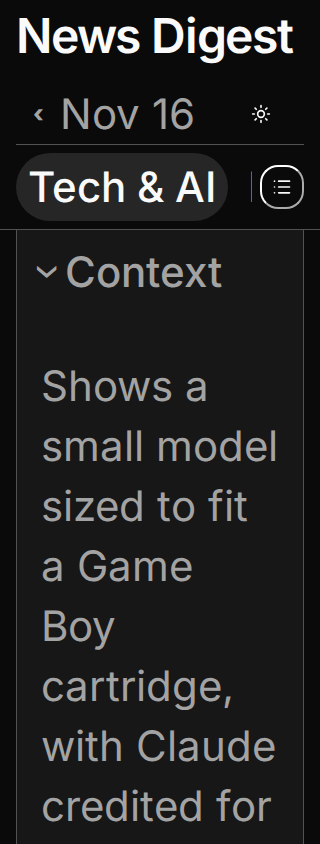 News Digest
‹ Nov 16
Tech & AI
Context
Shows a
small model
sized to fit
a Game
Boy
cartridge,
with Claude
credited for